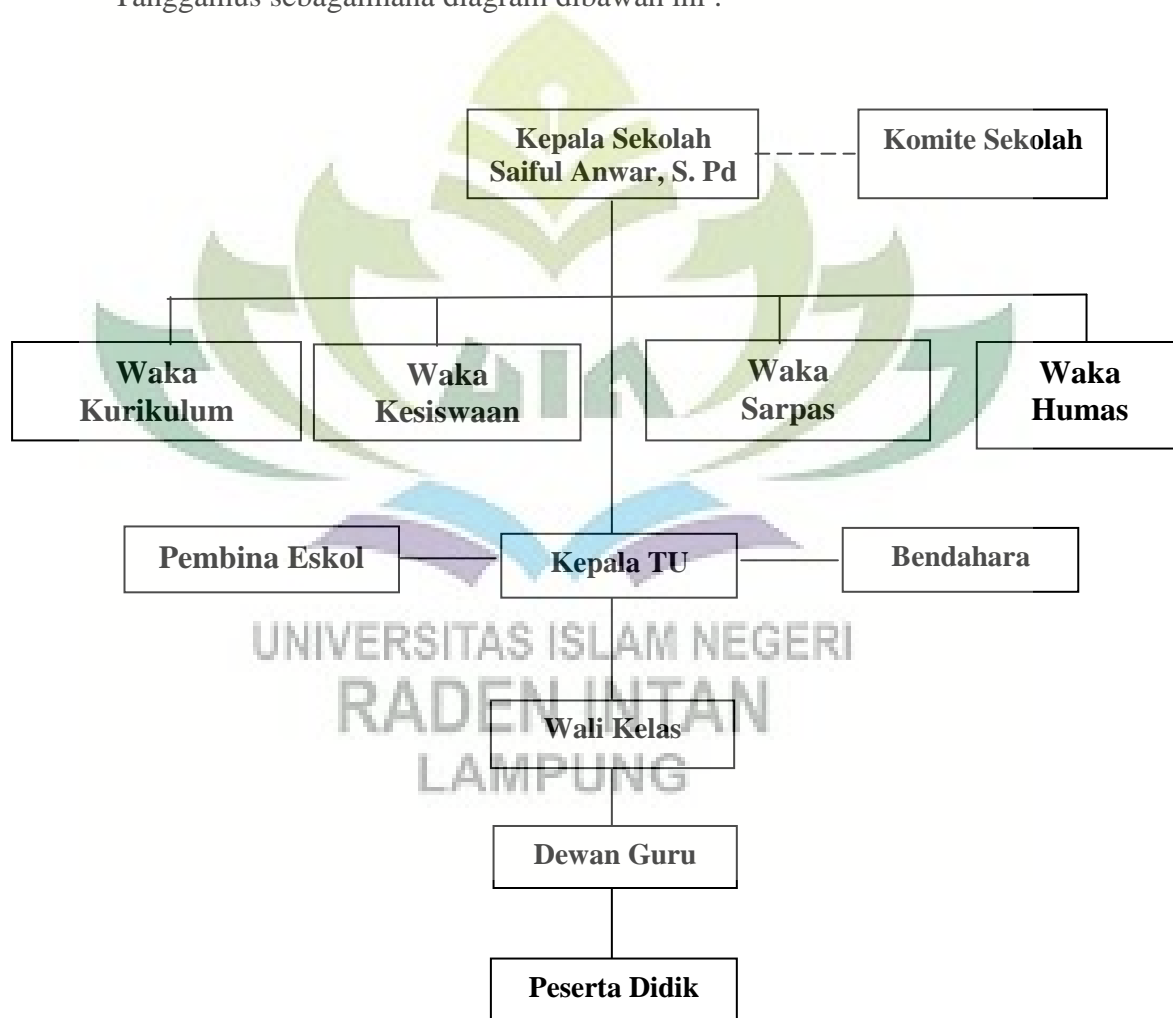 Tanggamus sebagaimana diagram dibawah ini :
Kepala Sekolah
Saiful Anwar, S. Pd
Komite Sekolah
Waka
Kurikulum
Waka
Kesiswaan
Waka
Sarpas
Waka
Humas
Pembina Eskol
Kepala TU
Bendahara
UNIVERSITAS ISLAM NEGERI
RADEN INTAN
LAMPUNG
Wali Kelas
Dewan Guru
Peserta Didik